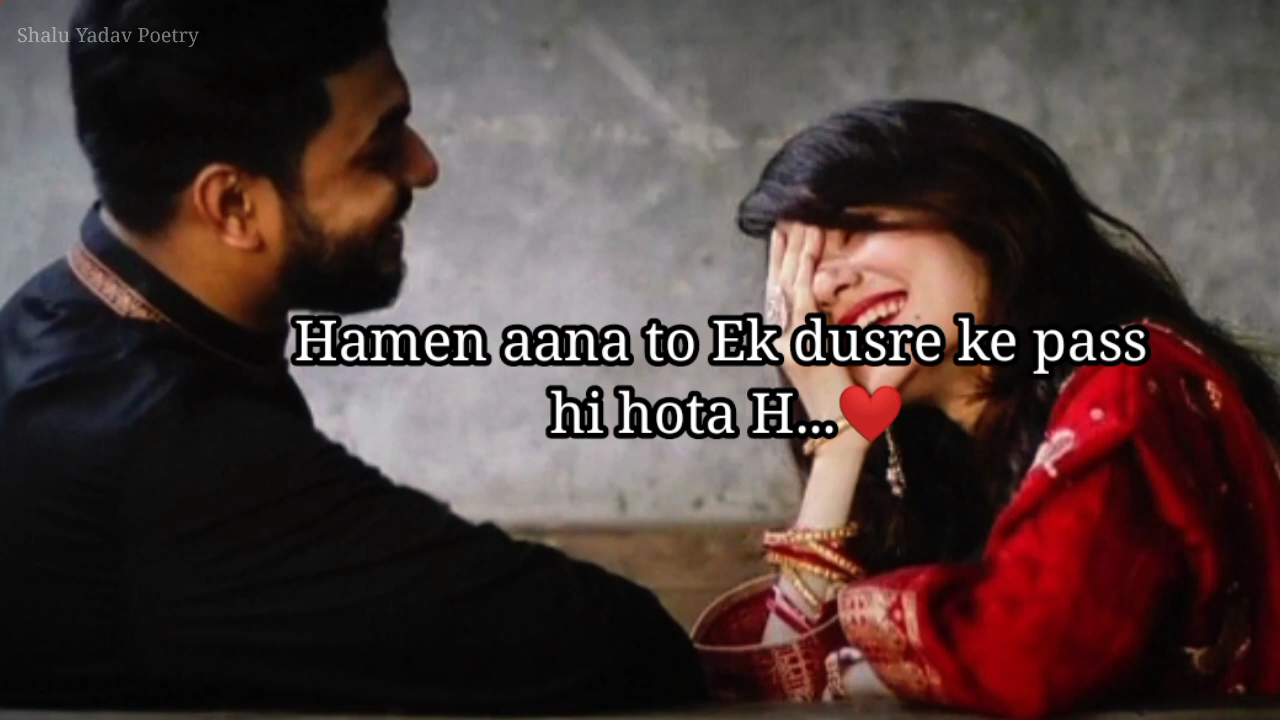 Shalu Yadav Poetry
Hamen aana to Ek dusre ke pass
hi hota H...❤️